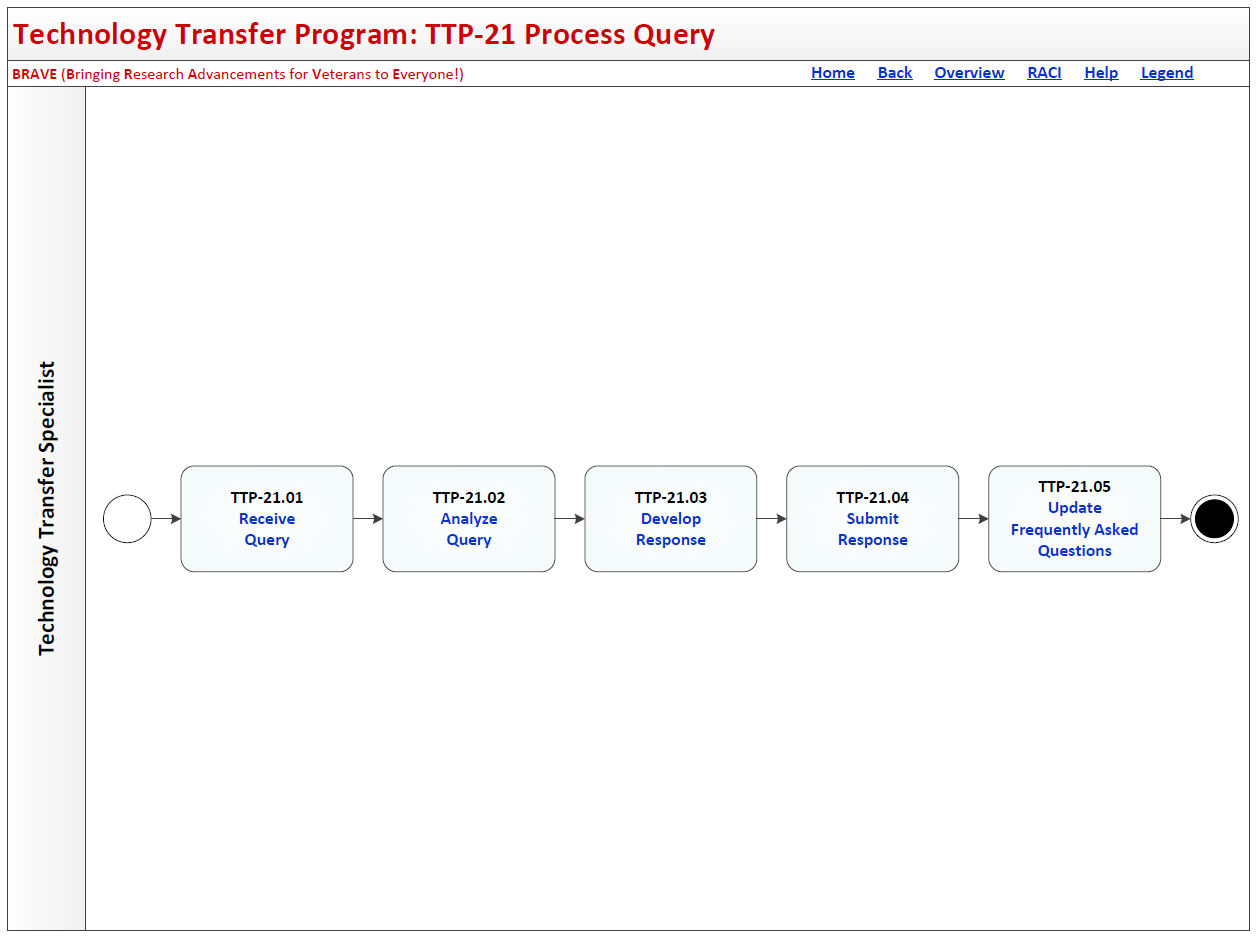 Technology Transfer Program: TTP-21 Process Query
BRAVE (Bringing Research Advancements for Veterans to Everyone!)
Home Back Overview RACI Help Legend
Technology Transfer Specialist
TTP-21.01
Receive
Query
TTP-21.02
Analyze
Query
TTP-21.03
Develop
Response
TTP-21.04
Submit
Response
TTP-21.05
Update
Frequently Asked
Questions